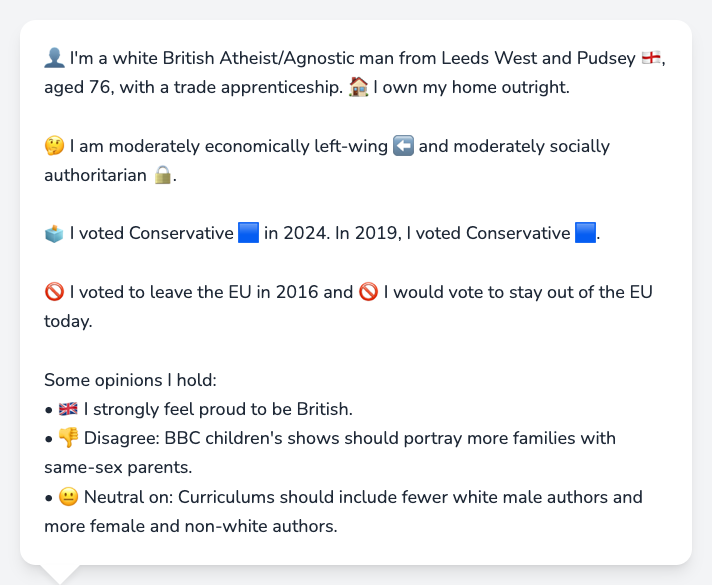 👤 I'm a white British Atheist/Agnostic man from Leeds West and Pudsey 🏴󠁧󠁢󠁥󠁮󠁧󠁿,
aged 76, with a trade apprenticeship. 🏠 I own my home outright.
🤔 I am moderately economically left-wing ⬅️ and moderately socially
authoritarian 🔒.
🗳️ I voted Conservative 🟦 in 2024. In 2019, I voted Conservative 🟦.
🚫 I voted to leave the EU in 2016 and 🚫 I would vote to stay out of the EU
today.
Some opinions I hold:
• 🇬🇧 I strongly feel proud to be British.
• 👎 Disagree: BBC children's shows should portray more families with
same-sex parents.
• 😐 Neutral on: Curriculums should include fewer white male authors and
more female and non-white authors.